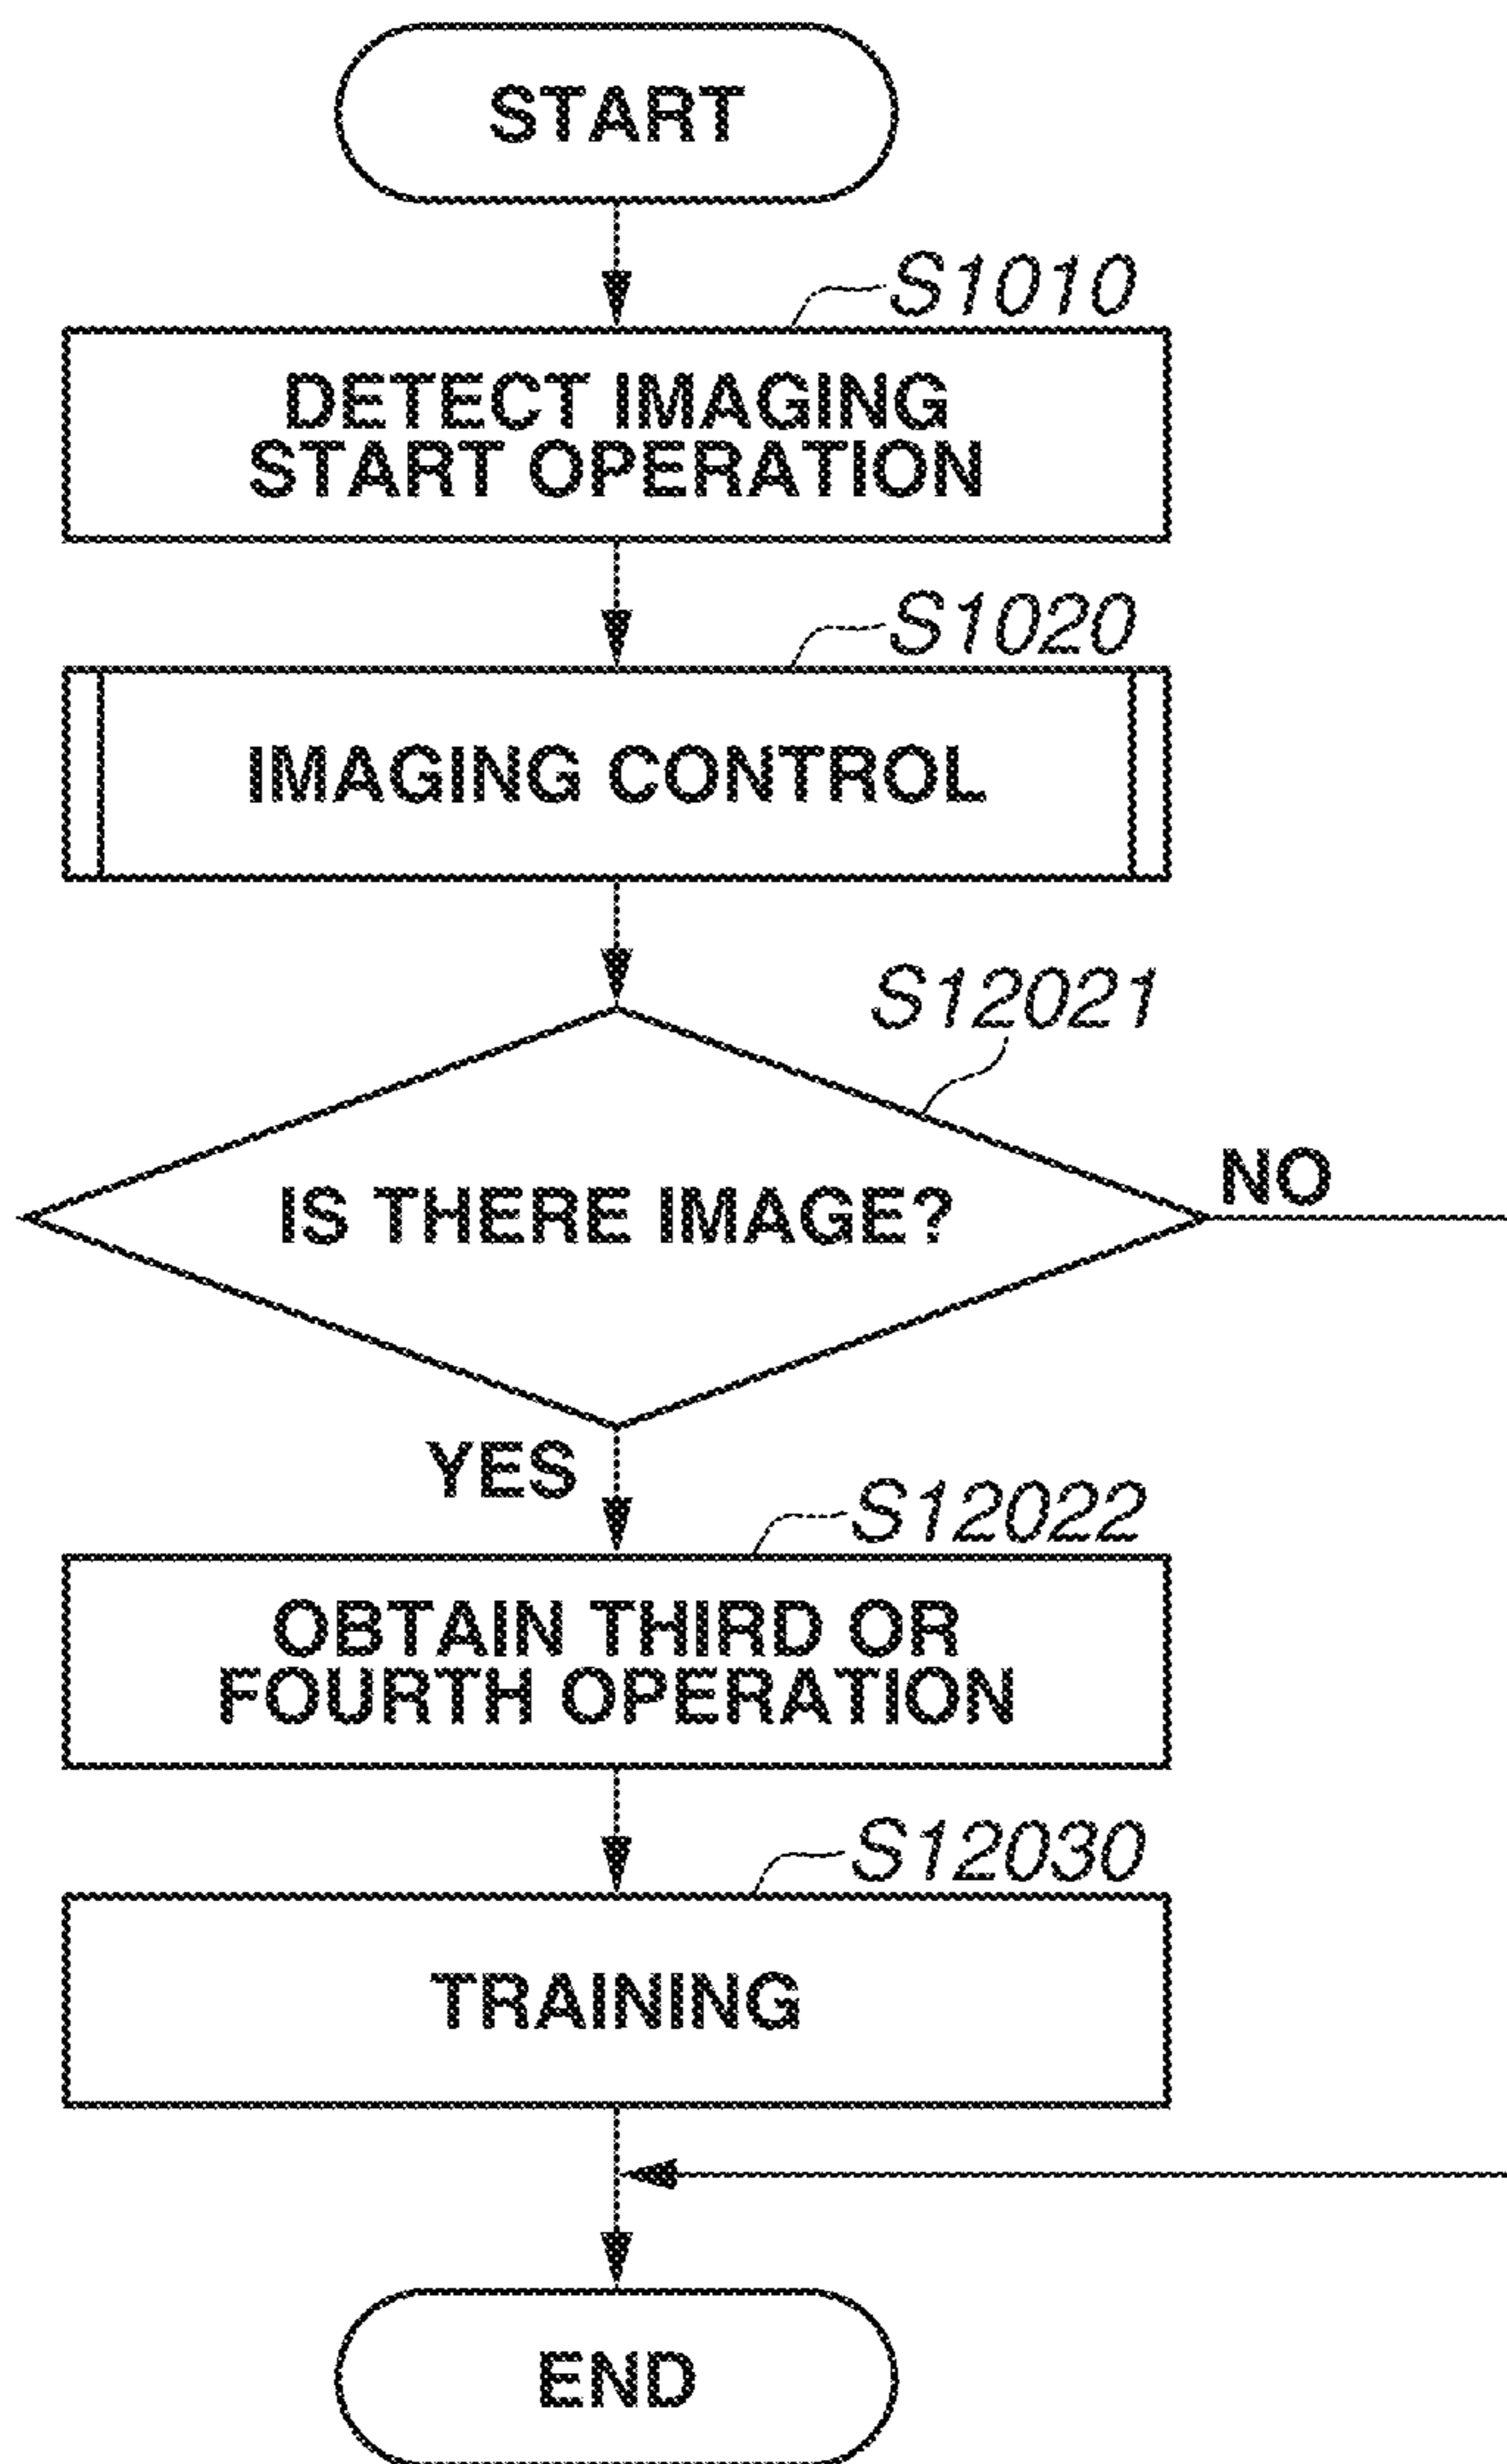 START
S1010
DETECT IMAGING
START OPERATION
S1020
IMAGING CONTROL
S12021
IS THERE IMAGE?
NO
YES
S12022
OBTAIN THIRD OR
FOURTH OPERATION
S12030
TRAINING
END